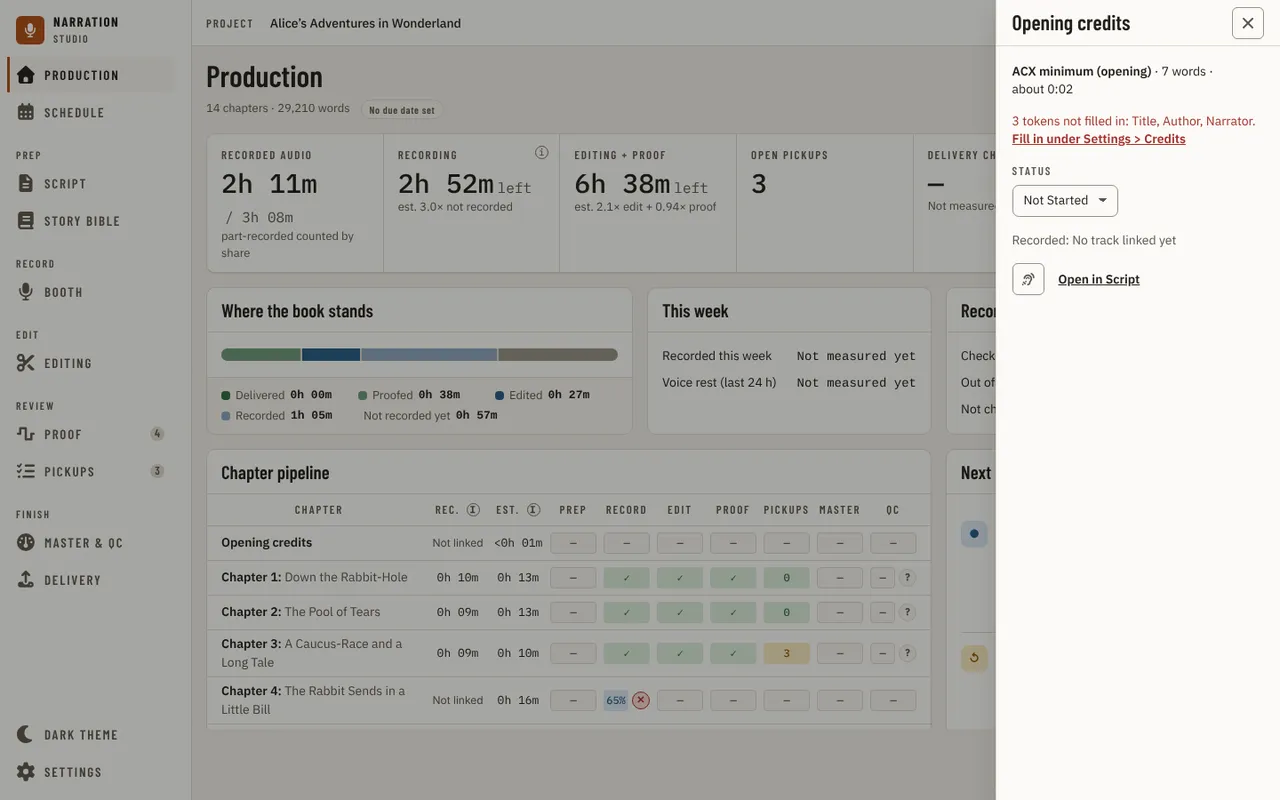 NARRATION
STUDIO
PRODUCTION
SCHEDULE
PREP
SCRIPT
STORY BIBLE
RECORD
BOOTH
EDIT
EDITING
REVIEW
PROOF 4
PICKUPS 3
FINISH
MASTER & QC
DELIVERY
DARK THEME
SETTINGS
PROJECT Alice's Adventures in Wonderland
Production
14 chapters · 29,210 words No due date set
RECORDED AUDIO
2h 11m
/ 3h 08m
part-recorded counted by
share
RECORDING
2h 52m left
est. 3.0× not recorded
EDITING + PROOF
6h 38m left
est. 2.1× edit + 0.94× proof
OPEN PICKUPS
3
DELIVERY CH
—
Not measure
Where the book stands
Delivered 0h 00m Proofed 0h 38m Edited 0h 27m
Recorded 1h 05m Not recorded yet 0h 57m
This week
Recorded this week Not measured yet
Voice rest (last 24 h) Not measured yet
Recor
Check
Out of
Not ch
Chapter pipeline
CHAPTER REC. EST. PREP RECORD EDIT PROOF PICKUPS MASTER QC
Opening credits Not linked <0h 01m – – – – – – –
Chapter 1: Down the Rabbit-Hole 0h 10m 0h 13m – ✓ ✓ ✓ 0 – – ?
Chapter 2: The Pool of Tears 0h 09m 0h 13m – ✓ ✓ ✓ 0 – – ?
Chapter 3: A Caucus-Race and a
Long Tale 0h 09m 0h 10m – ✓ ✓ ✓ 3 – – ?
Chapter 4: The Rabbit Sends in a
Little Bill Not linked 0h 16m – 65% – – – – –
Next
Opening credits
ACX minimum (opening) · 7 words ·
about 0:02
3 tokens not filled in: Title, Author, Narrator.
Fill in under Settings > Credits
STATUS
Not Started
Recorded: No track linked yet
Open in Script